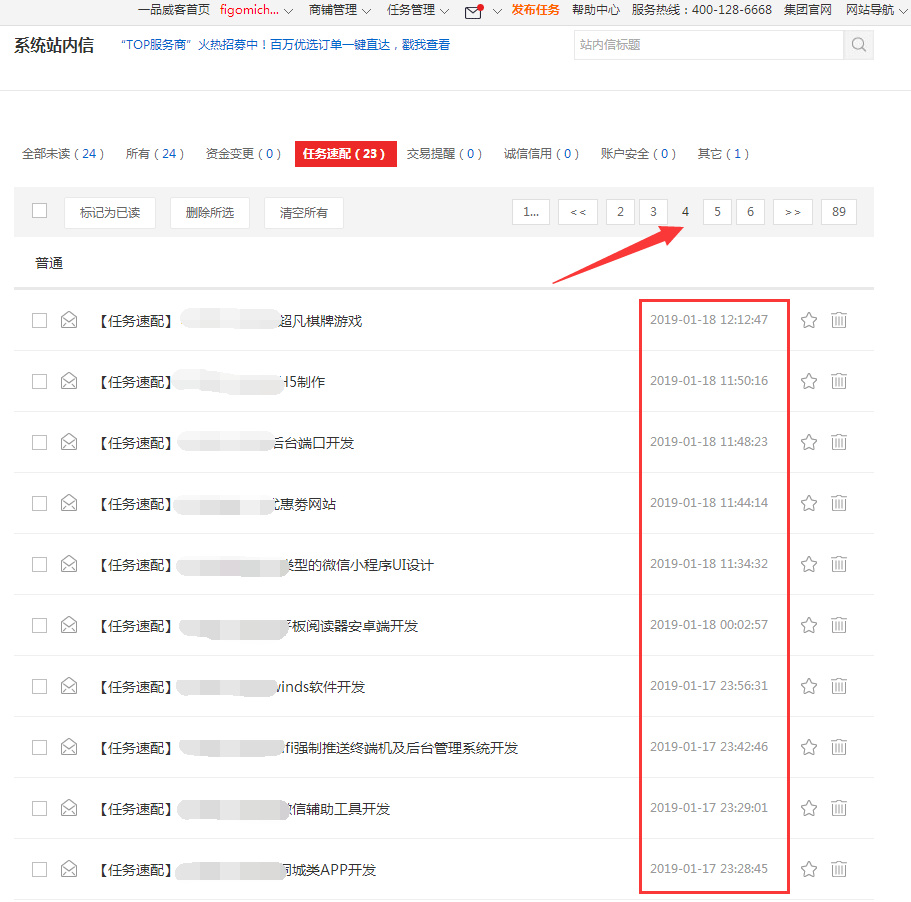 一品威客首页 figomich... 商铺管理 任务管理 发布任务 帮助中心 服务热线：400-128-6668 集团官网 网站导航
系统站内信 “TOP服务商”火热招募中！百万优选订单一键直达，戳我查看 站内信标题
全部未读（24） 所有（24） 资金变更（0） 任务速配（23） 交易提醒（0） 诚信信用（0） 账户安全（0） 其它（1）
标记为已读 删除所选 清空所有 1... << 2 3 4 5 6 >> 89
普通
【任务速配】 超凡棋牌游戏 2019-01-18 12:12:47
【任务速配】 H5制作 2019-01-18 11:50:16
【任务速配】 后台端口开发 2019-01-18 11:48:23
【任务速配】 优惠劵网站 2019-01-18 11:44:14
【任务速配】 类型的微信小程序UI设计 2019-01-18 11:34:32
【任务速配】 平板阅读器安卓端开发 2019-01-18 00:02:57
【任务速配】 winds软件开发 2019-01-17 23:56:31
【任务速配】 ifi强制推送终端机及后台管理系统开发 2019-01-17 23:42:46
【任务速配】 微信辅助工具开发 2019-01-17 23:29:01
【任务速配】 同城类APP开发 2019-01-17 23:28:45